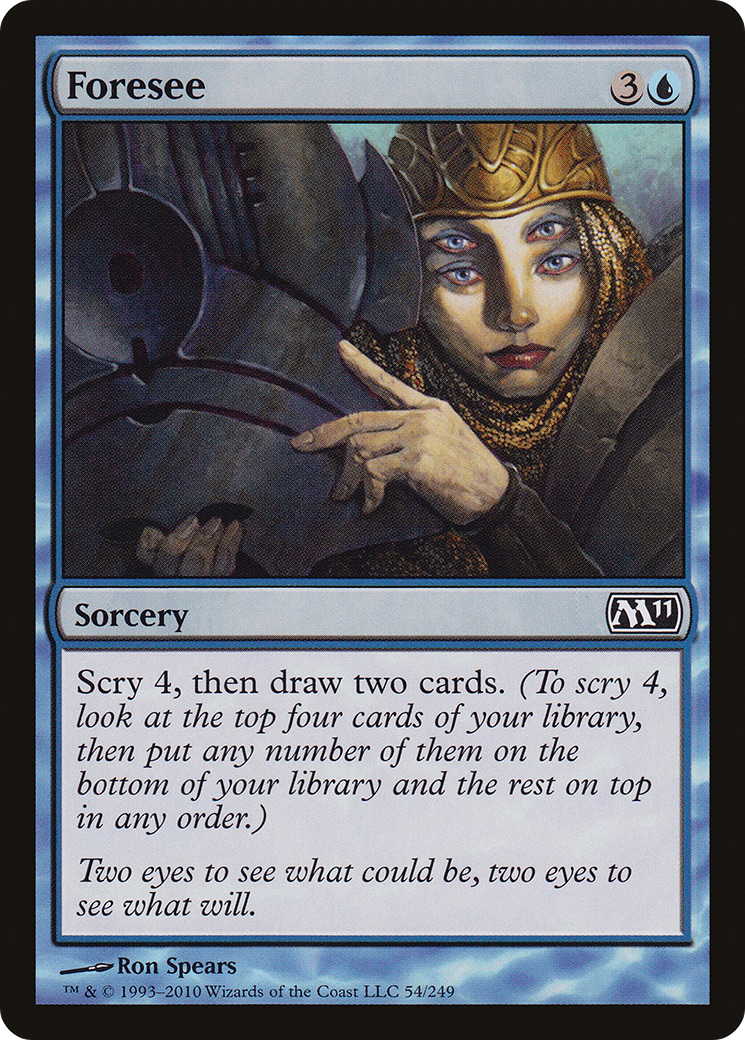 Foresee 3
Sorcery M11
Scry 4, then draw two cards. (To scry 4,
look at the top four cards of your library,
then put any number of them on the
bottom of your library and the rest on top
in any order.)
Two eyes to see what could be, two eyes to
see what will.
Ron Spears
™ & © 1993–2010 Wizards of the Coast LLC 54/249